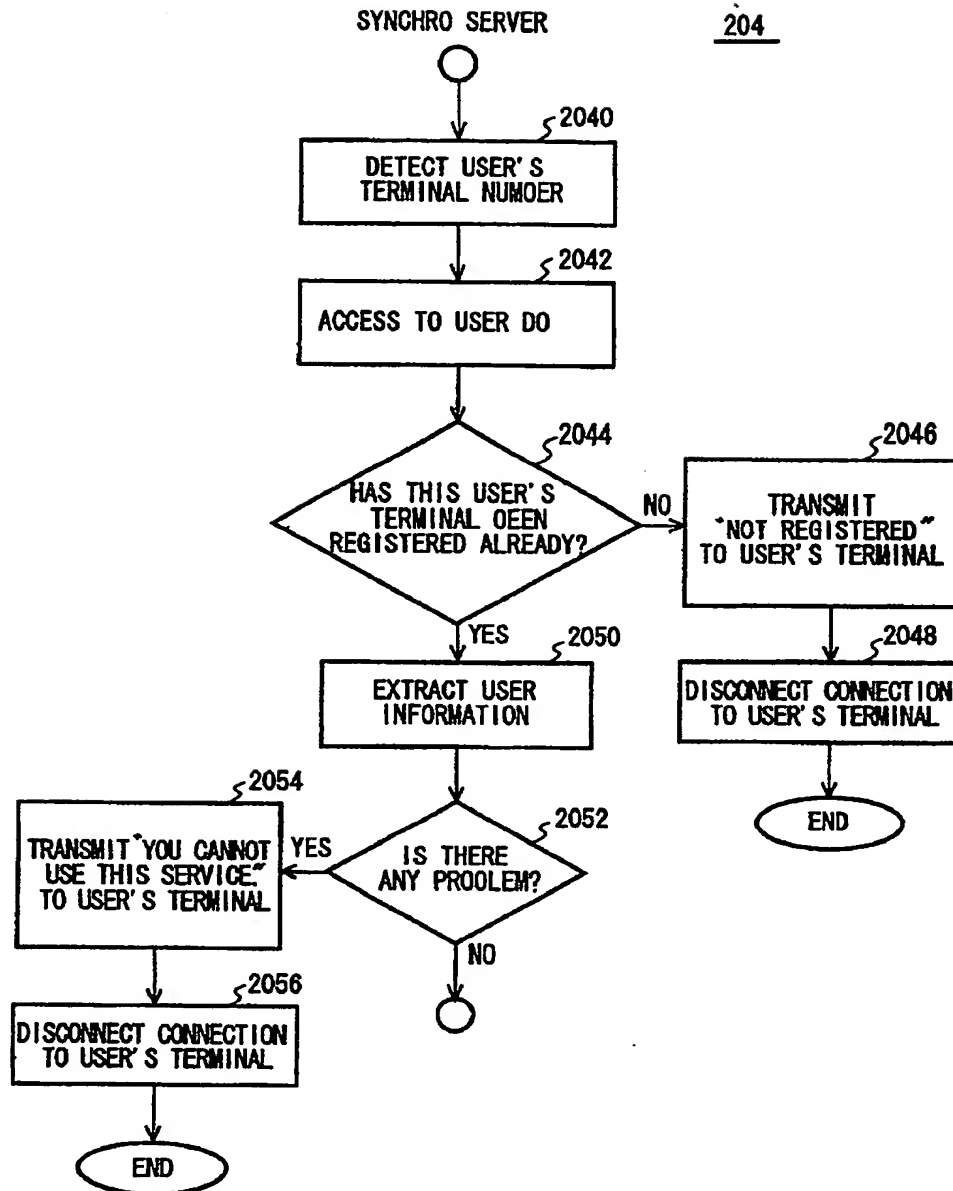 SYNCHRO SERVER
204
2040
DETECT USER'S
TERMINAL NUMOER
2042
ACCESS TO USER DO
2044
HAS THIS USER'S
TERMINAL OEEN
REGISTERED ALREADY?
NO
2046
TRANSMIT
"NOT REGISTERED"
TO USER'S TERMINAL
2048
DISCONNECT CONNECTION
TO USER'S TERMINAL
END
YES
2050
EXTRACT USER
INFORMATION
2052
IS THERE
ANY PROOLEM?
YES
2054
TRANSMIT "YOU CANNOT
USE THIS SERVICE."
TO USER'S TERMINAL
2056
DISCONNECT CONNECTION
TO USER'S TERMINAL
END
NO